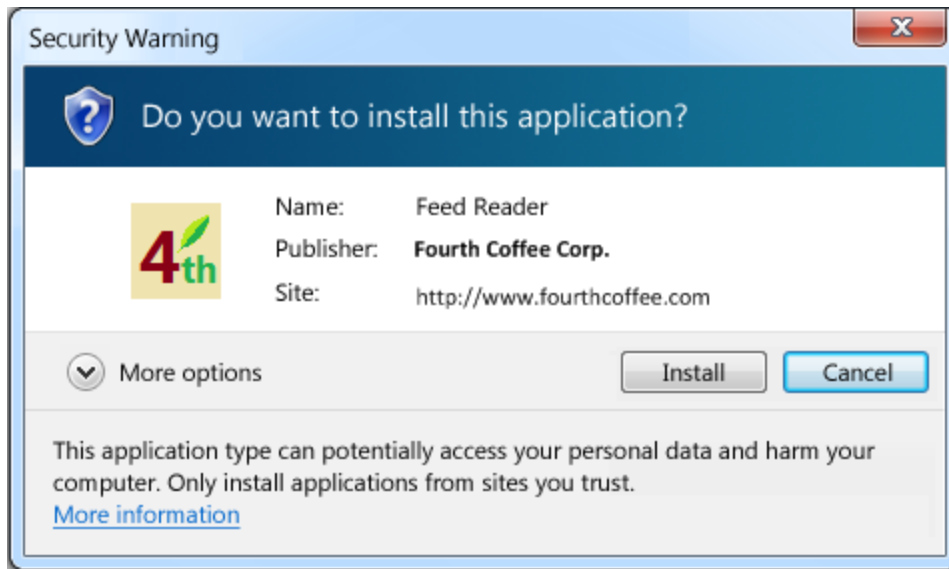 Security Warning
Do you want to install this application?
4th
Name: Feed Reader
Publisher: Fourth Coffee Corp.
Site: http://www.fourthcoffee.com
More options Install Cancel
This application type can potentially access your personal data and harm your
computer. Only install applications from sites you trust.
More information